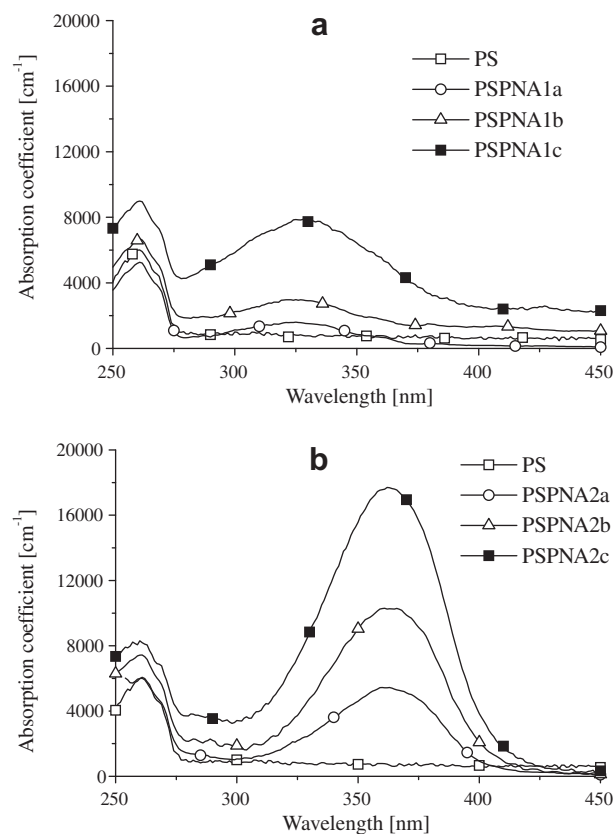 a
20000
16000
12000
8000
4000
0
Absorption coefficient [cm⁻¹]
PS
PSPNA1a
PSPNA1b
PSPNA1c
250
300
350
400
450
Wavelength [nm]
b
20000
16000
12000
8000
4000
0
Absorption coefficient [cm⁻¹]
PS
PSPNA2a
PSPNA2b
PSPNA2c
250
300
350
400
450
Wavelength [nm]